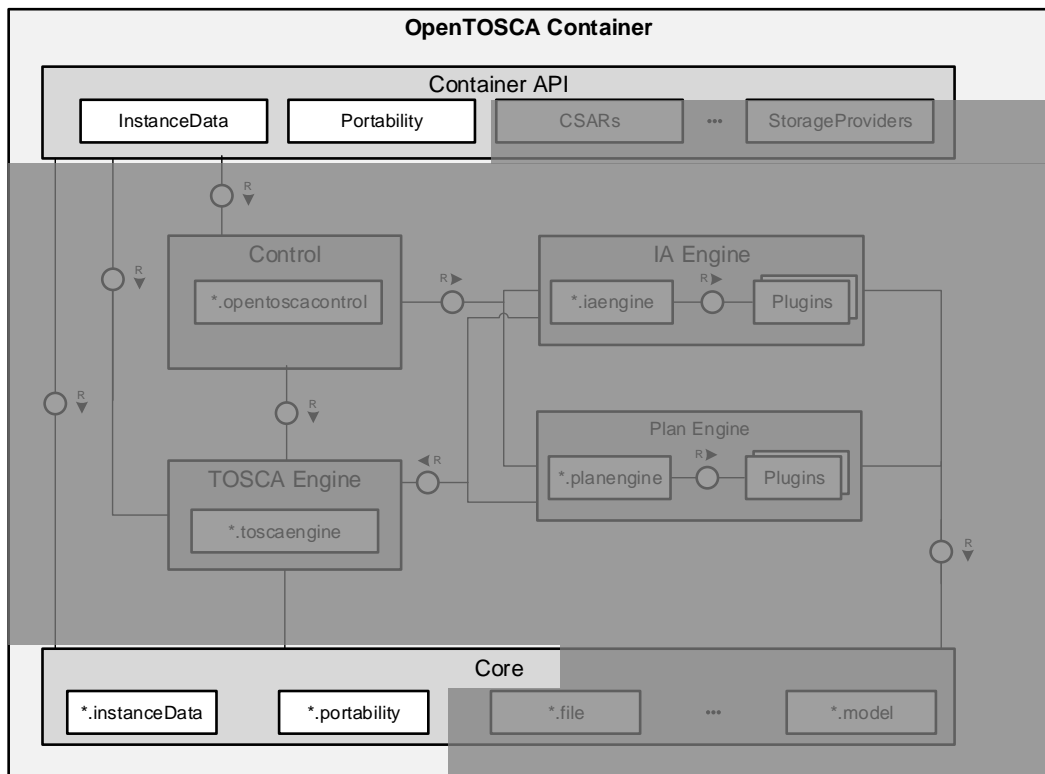 OpenTOSCA Container
Container API
InstanceData
Portability
CSARs
...
StorageProviders
R
R
R
Control
*.opentoscacontrol
R
IA Engine
*.iaengine
R
Plugins
R
R
Plan Engine
*.planengine
R
Plugins
TOSCA Engine
*.toscaengine
R
R
Core
*.instanceData
*.portability
*.file
...
*.model